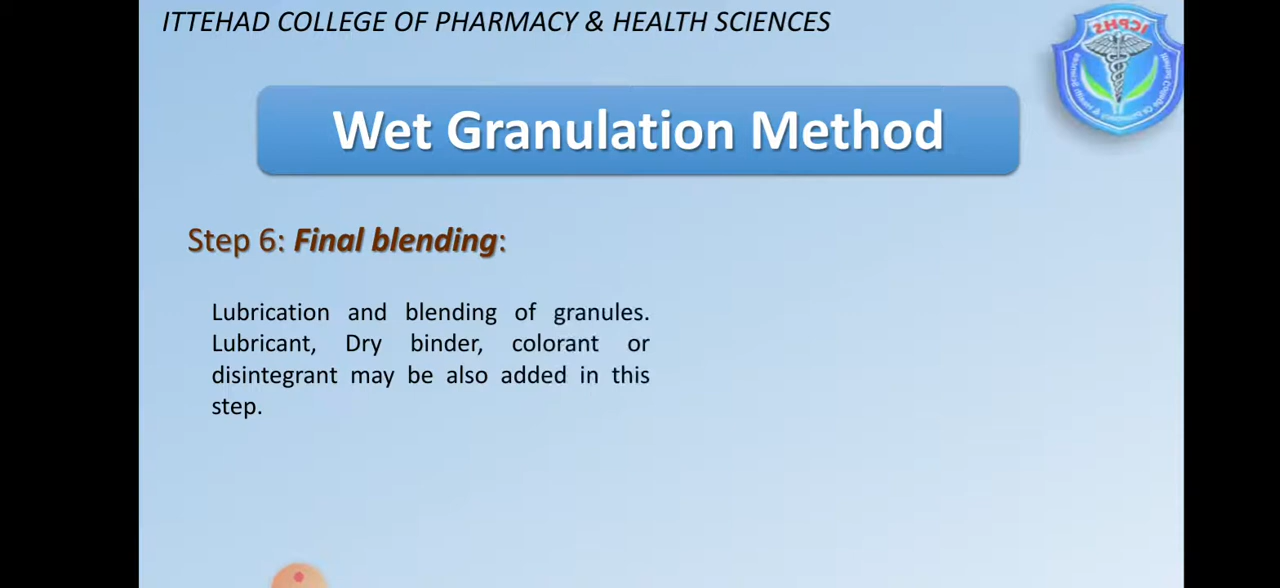 ITTEHAD COLLEGE OF PHARMACY & HEALTH SCIENCES
ICPHS
Wet Granulation Method
Step 6: Final blending:
Lubrication and blending of granules.
Lubricant, Dry binder, colorant or
disintegrant may be also added in this
step.